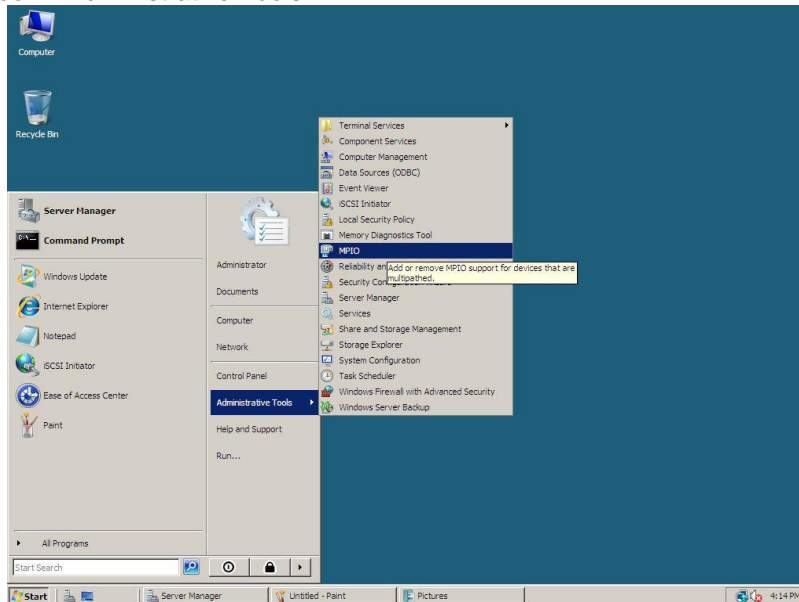 Computer
Recycle Bin
Server Manager
Command Prompt
Windows Update
Internet Explorer
Notepad
iSCSI Initiator
Ease of Access Center
Paint
All Programs
Start Search
Administrator
Documents
Computer
Network
Control Panel
Administrative Tools
Help and Support
Run...
Terminal Services
Component Services
Computer Management
Data Sources (ODBC)
Event Viewer
iSCSI Initiator
Local Security Policy
Memory Diagnostics Tool
MPIO
Reliability an
Add or remove MPIO support for devices that are
multipathed.
Security Con
Server Manager
Services
Share and Storage Management
Storage Explorer
System Configuration
Task Scheduler
Windows Firewall with Advanced Security
Windows Server Backup
Start
Server Manager
Untitled - Paint
Pictures
4:14 PM